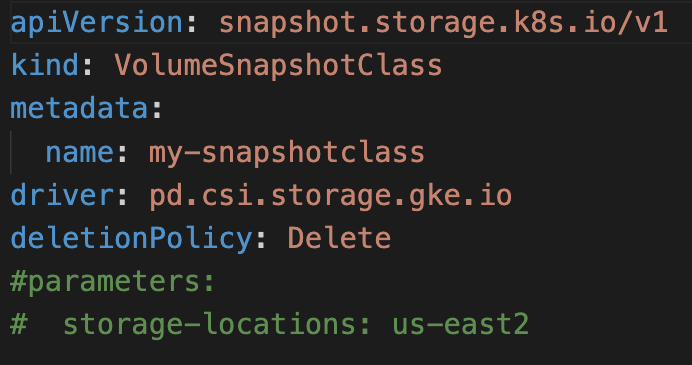 apiVersion: snapshot.storage.k8s.io/v1
kind: VolumeSnapshotClass
metadata:
  name: my-snapshotclass
driver: pd.csi.storage.gke.io
deletionPolicy: Delete
#parameters:
#  storage-locations: us-east2